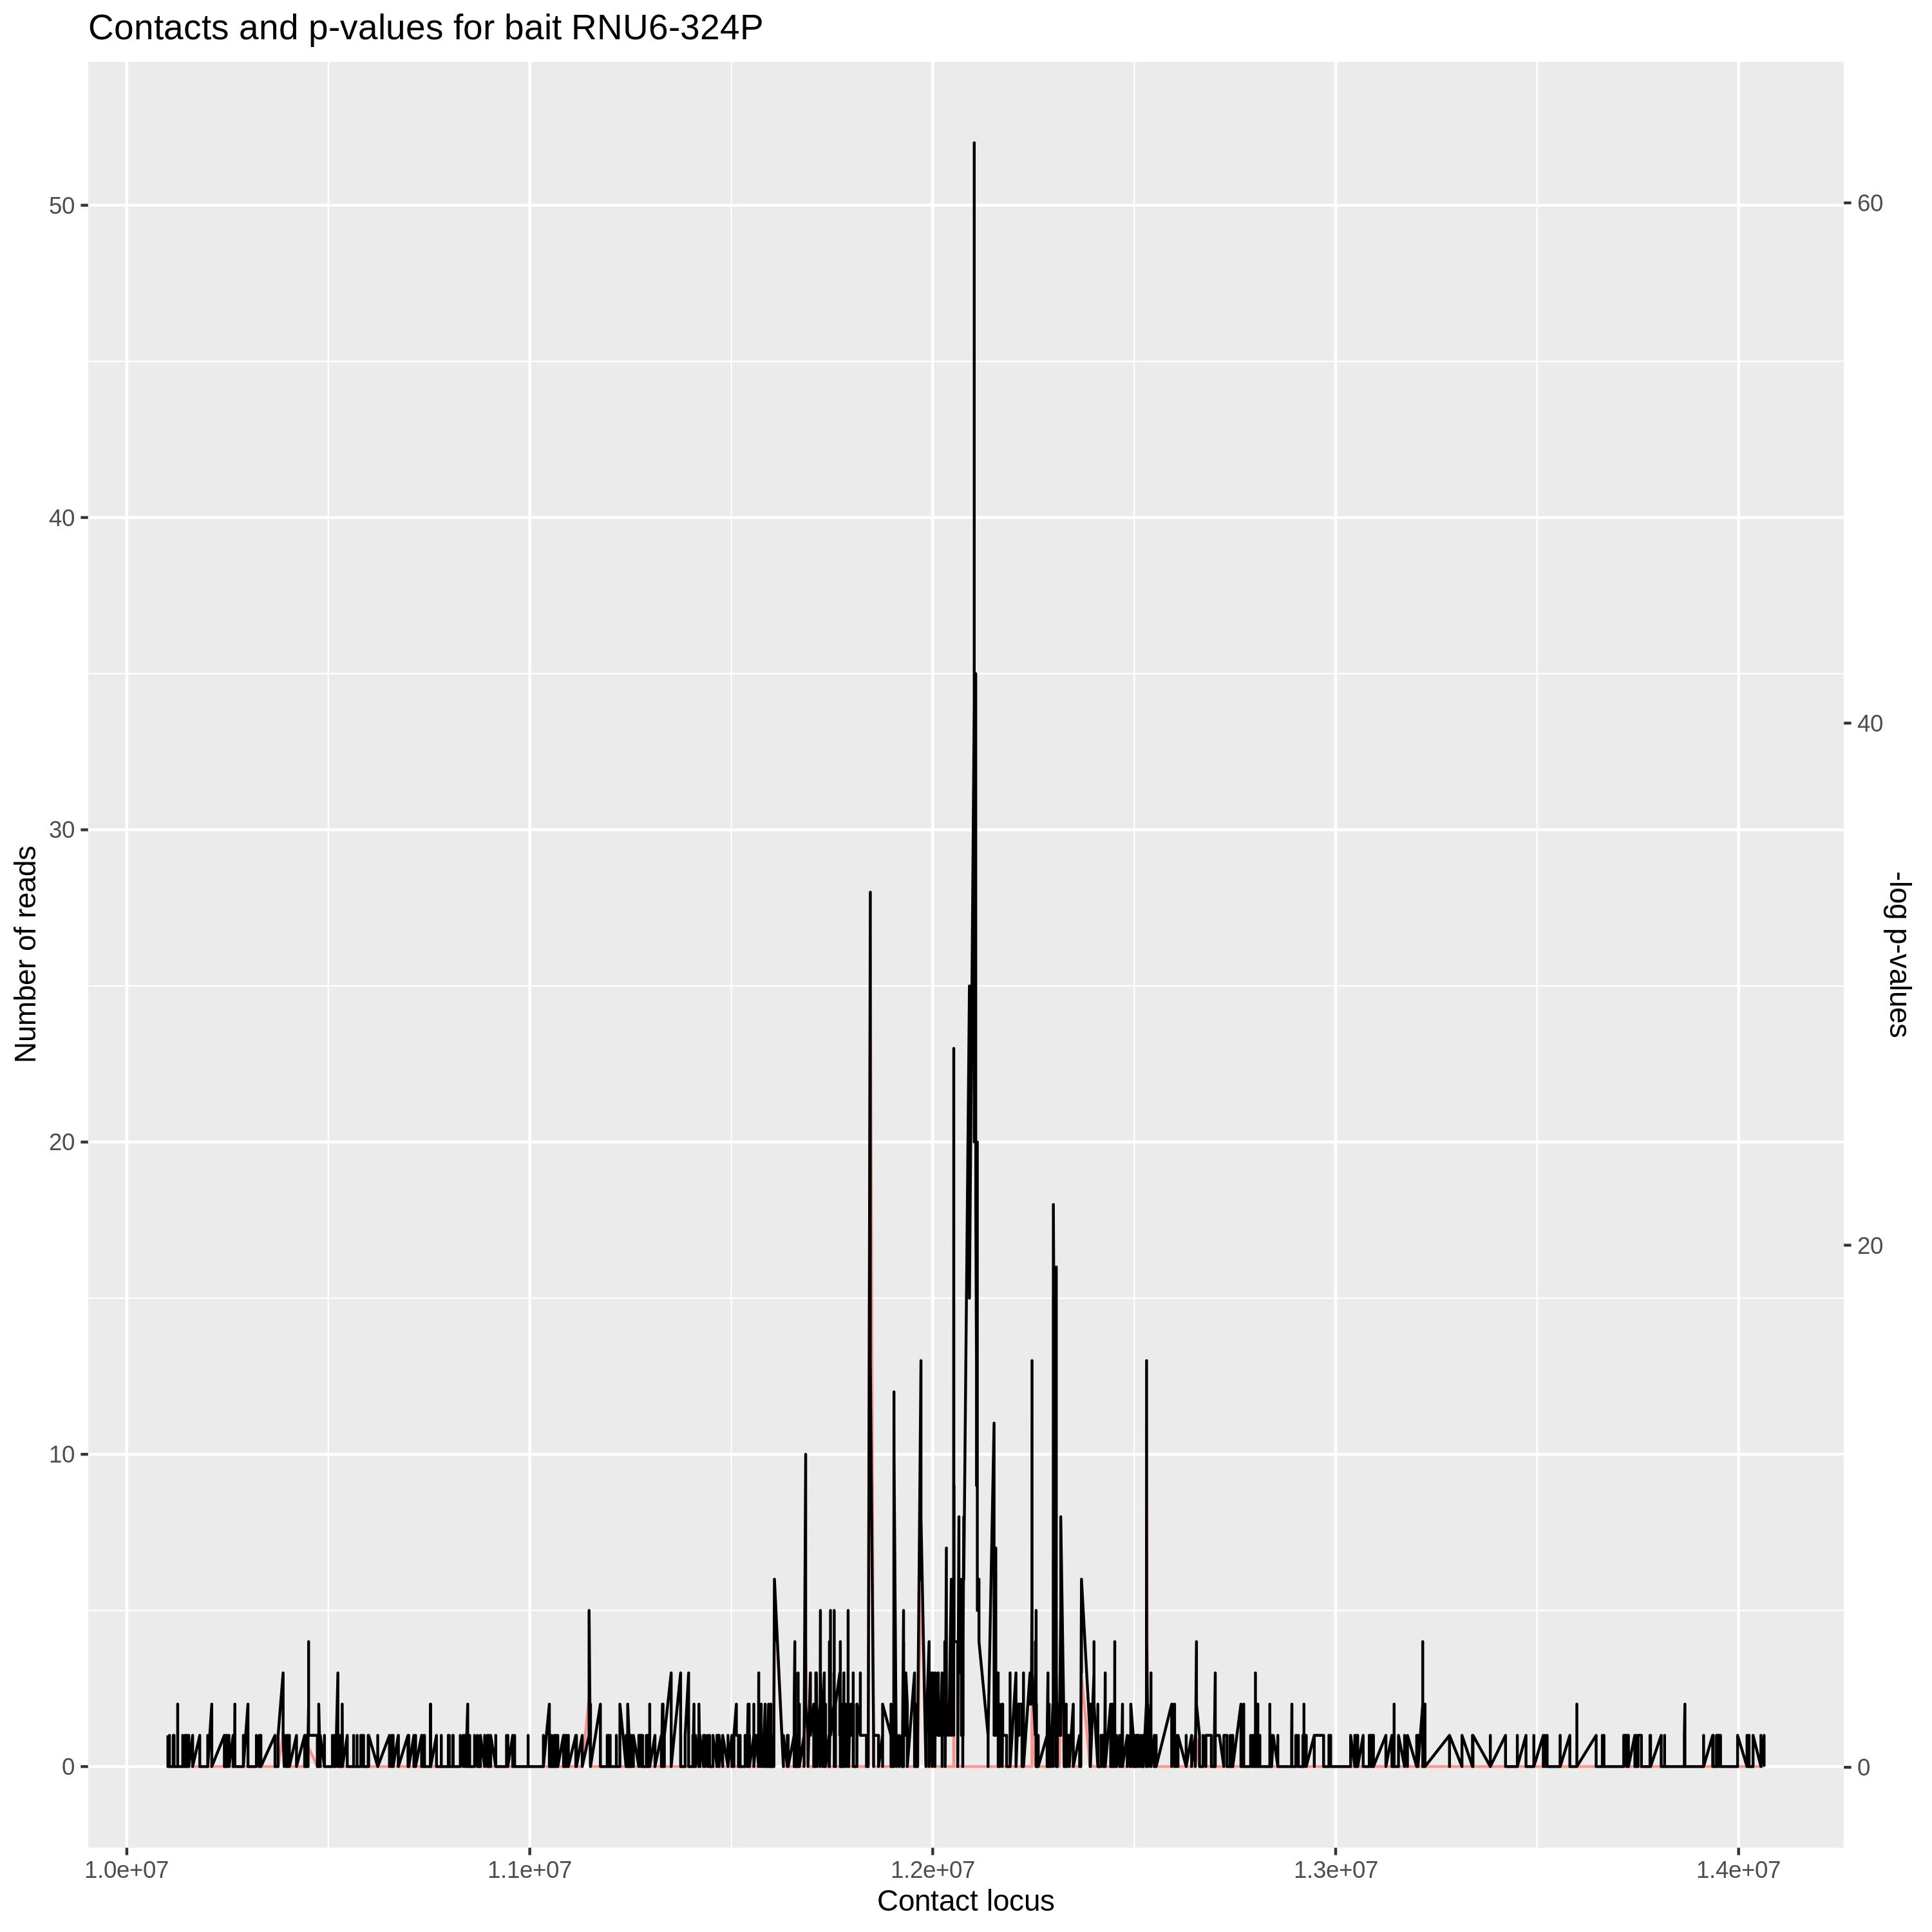 Contacts and p-values for bait RNU6-324P
50
40
30
20
10
0
60
40
20
0
Number of reads
-log p-values
1.0e+07
1.1e+07
1.2e+07
1.3e+07
1.4e+07
Contact locus